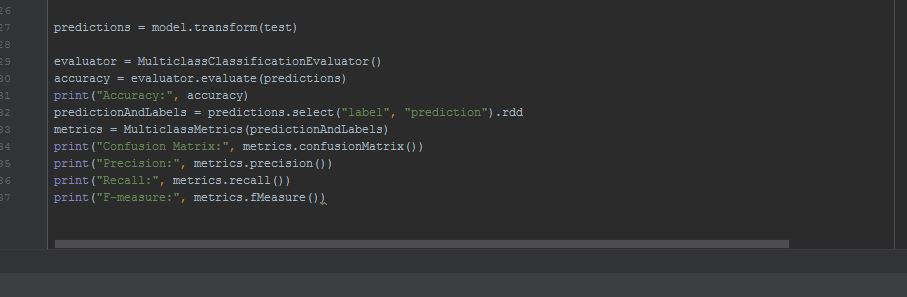 26
27 predictions = model.transform(test)
28
29 evaluator = MulticlassClassificationEvaluator()
30 accuracy = evaluator.evaluate(predictions)
31 print("Accuracy:", accuracy)
32 predictionAndLabels = predictions.select("label", "prediction").rdd
33 metrics = MulticlassMetrics(predictionAndLabels)
34 print("Confusion Matrix:", metrics.confusionMatrix())
35 print("Precision:", metrics.precision())
36 print("Recall:", metrics.recall())
37 print("F-measure:", metrics.fMeasure())